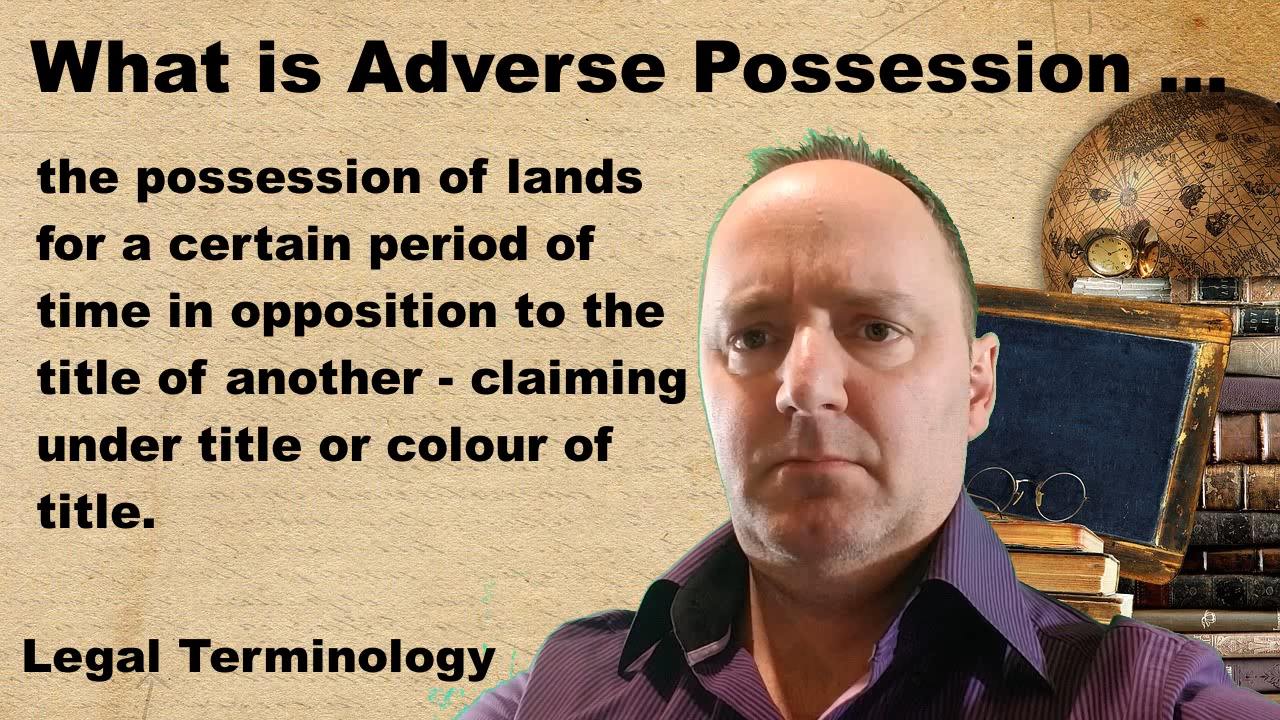 What is Adverse Possession ...
the possession of lands
for a certain period of
time in opposition to the
title of another - claiming
under title or colour of
title.
Legal Terminology